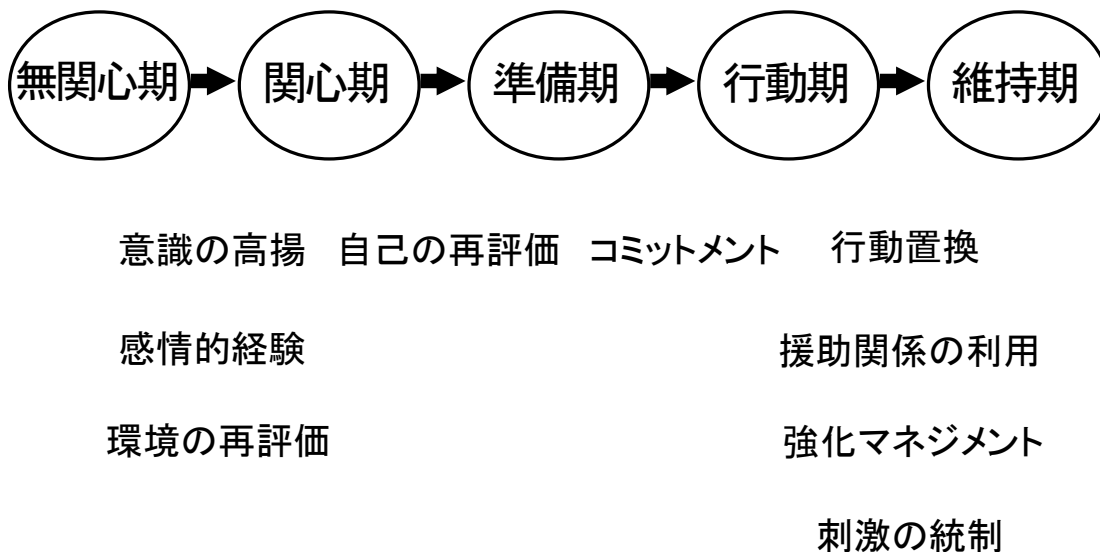 無関心期 関心期 準備期 行動期 維持期
意識の高揚 自己の再評価 コミットメント 行動置換
感情的経験 援助関係の利用
環境の再評価 強化マネジメント
刺激の統制